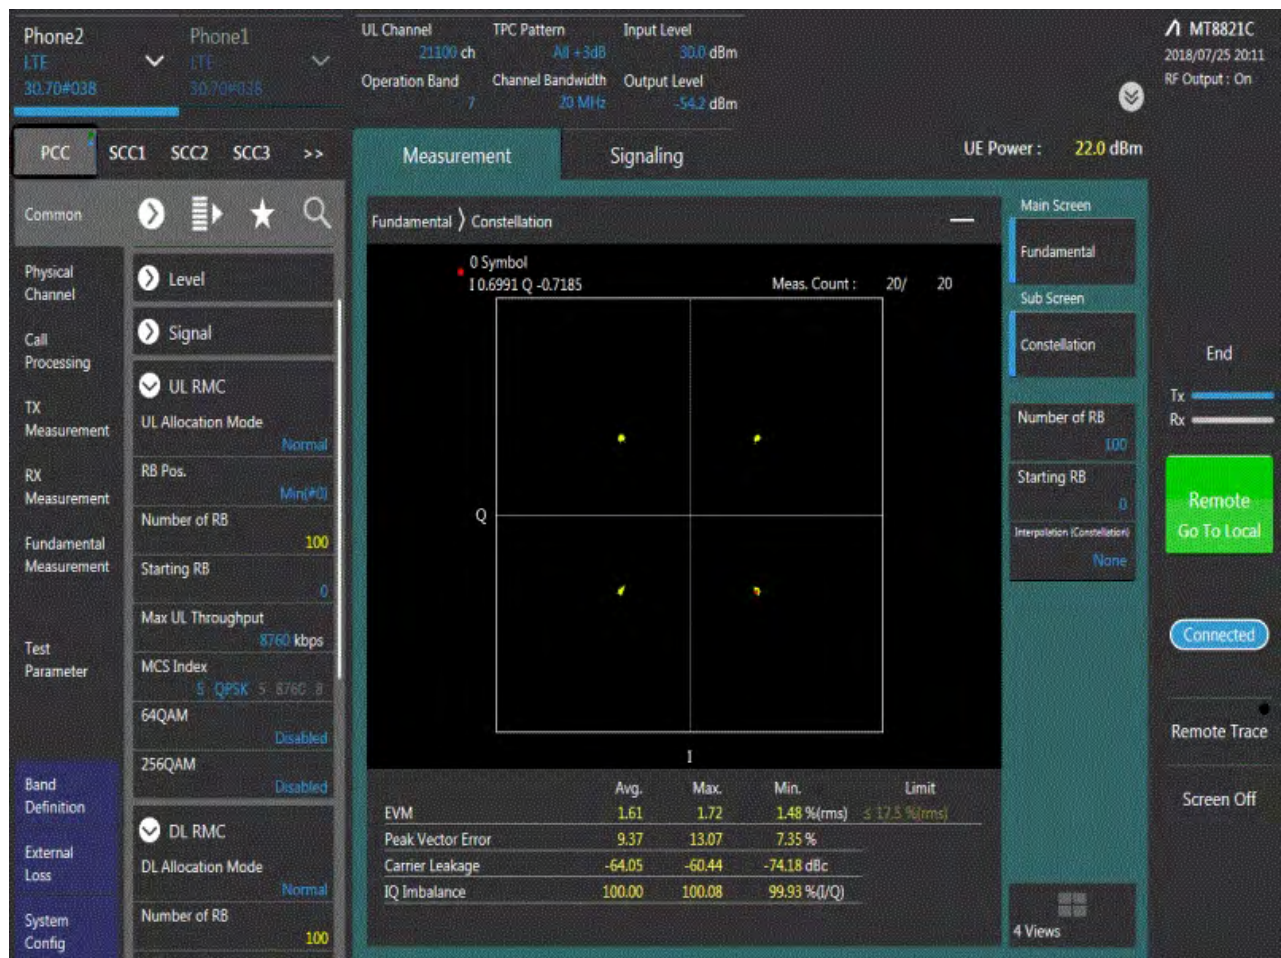 Phone2
LTE
30.70#038
Phone1
LTE
30.70#038
UL Channel
21100 ch
TPC Pattern
All +3dB
Input Level
30.0 dBm
Operation Band
7
Channel Bandwidth
20 MHz
Output Level
-54.2 dBm
MT8821C
2018/07/25 20:11
RF Output : On
PCC SCC1 SCC2 SCC3 >>
Measurement
Signaling
UE Power : 22.0 dBm
Common
Physical
Channel
Call
Processing
TX
Measurement
RX
Measurement
Fundamental
Measurement
Test
Parameter
Band
Definition
External
Loss
System
Config
Level
Signal
UL RMC
UL Allocation Mode
Normal
RB Pos.
Min(#0)
Number of RB
100
Starting RB
0
Max UL Throughput
8760 kbps
MCS Index
5 QPSK 5 8760 8
64QAM
Disabled
256QAM
Disabled
DL RMC
DL Allocation Mode
Normal
Number of RB
100
Fundamental 〉 Constellation
0 Symbol
I 0.6991 Q -0.7185
Meas. Count : 20/ 20
Q
I
Avg. Max. Min. Limit
EVM 1.61 1.72 1.48 %(rms) ≤ 17.5 %(rms)
Peak Vector Error 9.37 13.07 7.35 %
Carrier Leakage -64.05 -60.44 -74.18 dBc
IQ Imbalance 100.00 100.08 99.93 %(I/Q)
Main Screen
Fundamental
Sub Screen
Constellation
Number of RB
100
Starting RB
0
Interpolation (Constellation)
None
4 Views
End
Tx
Rx
Remote
Go To Local
Connected
Remote Trace
Screen Off